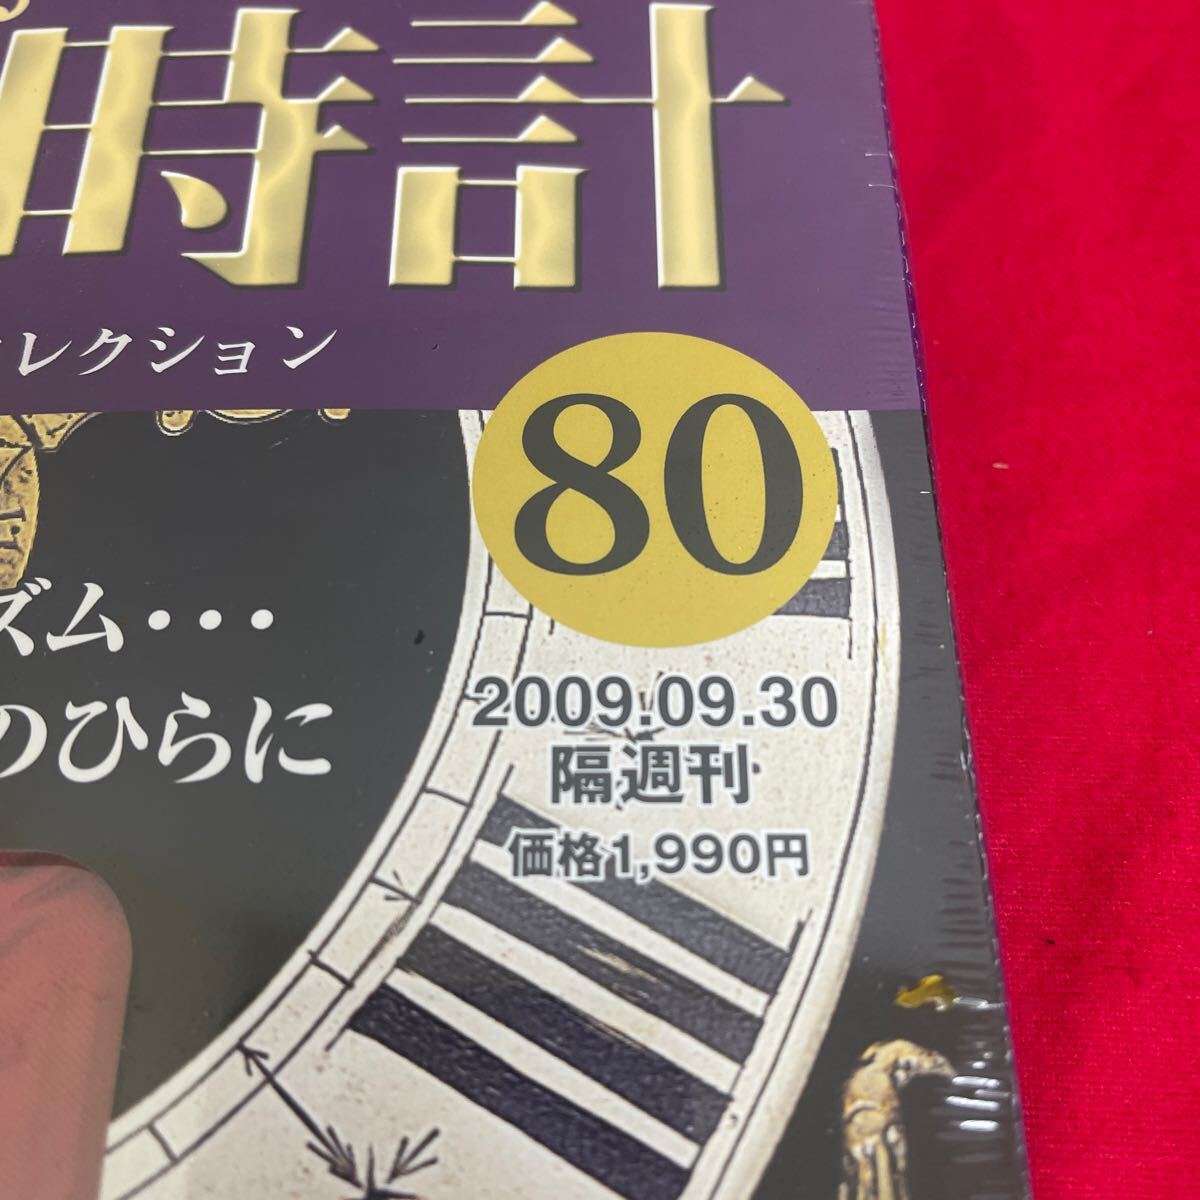 時計
レクション
80
ズム・・・
のひらに
2009.09.30
隔週刊
価格1,990円